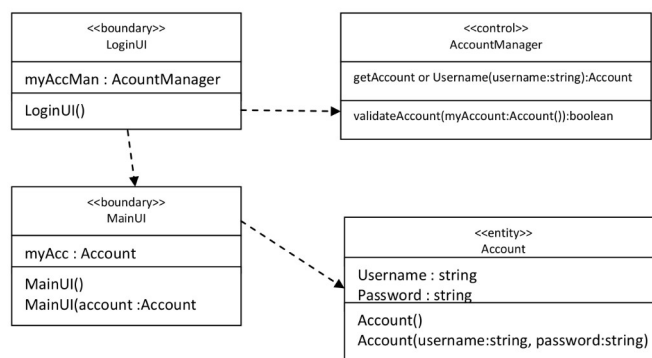 <<boundary>>
LoginUI
myAccMan : AcountManager
LoginUI()
<<control>>
AccountManager
getAccount or Username(username:string):Account
validateAccount(myAccount:Account()):boolean
<<boundary>>
MainUI
myAcc : Account
MainUI()
MainUI(account :Account
<<entity>>
Account
Username : string
Password : string
Account()
Account(username:string, password:string)